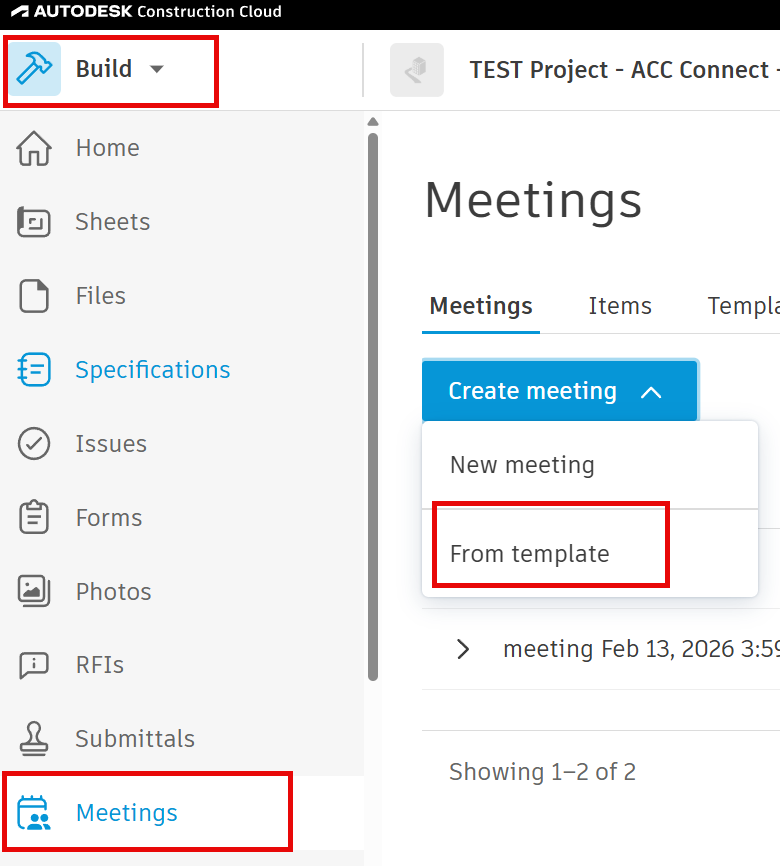 AUTODESK Construction Cloud
Build
TEST Project - ACC Connect -
Home
Sheets
Files
Specifications
Issues
Forms
Photos
RFIs
Submittals
Meetings
Meetings
Meetings Items Templa
Create meeting
New meeting
From template
meeting Feb 13, 2026 3:59
Showing 1–2 of 2